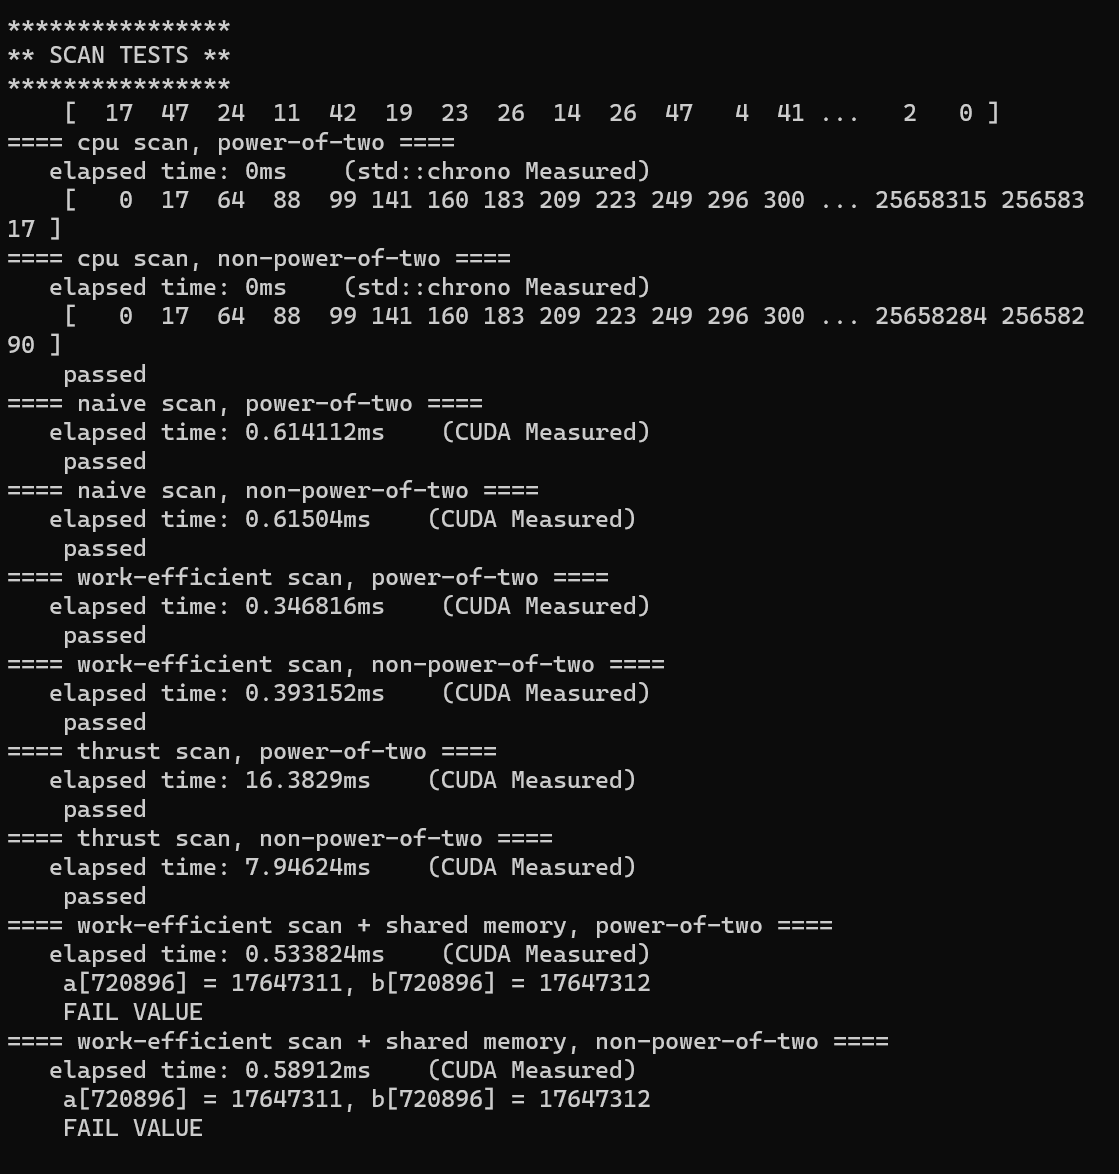 ****************
** SCAN TESTS **
****************
    [  17  47  24  11  42  19  23  26  14  26  47   4  41 ...   2   0 ]
==== cpu scan, power-of-two ====
   elapsed time: 0ms    (std::chrono Measured)
    [   0  17  64  88  99 141 160 183 209 223 249 296 300 ... 25658315 256583
17 ]
==== cpu scan, non-power-of-two ====
   elapsed time: 0ms    (std::chrono Measured)
    [   0  17  64  88  99 141 160 183 209 223 249 296 300 ... 25658284 256582
90 ]
    passed
==== naive scan, power-of-two ====
   elapsed time: 0.614112ms    (CUDA Measured)
    passed
==== naive scan, non-power-of-two ====
   elapsed time: 0.61504ms    (CUDA Measured)
    passed
==== work-efficient scan, power-of-two ====
   elapsed time: 0.346816ms    (CUDA Measured)
    passed
==== work-efficient scan, non-power-of-two ====
   elapsed time: 0.393152ms    (CUDA Measured)
    passed
==== thrust scan, power-of-two ====
   elapsed time: 16.3829ms    (CUDA Measured)
    passed
==== thrust scan, non-power-of-two ====
   elapsed time: 7.94624ms    (CUDA Measured)
    passed
==== work-efficient scan + shared memory, power-of-two ====
   elapsed time: 0.533824ms    (CUDA Measured)
    a[720896] = 17647311, b[720896] = 17647312
    FAIL VALUE
==== work-efficient scan + shared memory, non-power-of-two ====
   elapsed time: 0.58912ms    (CUDA Measured)
    a[720896] = 17647311, b[720896] = 17647312
    FAIL VALUE